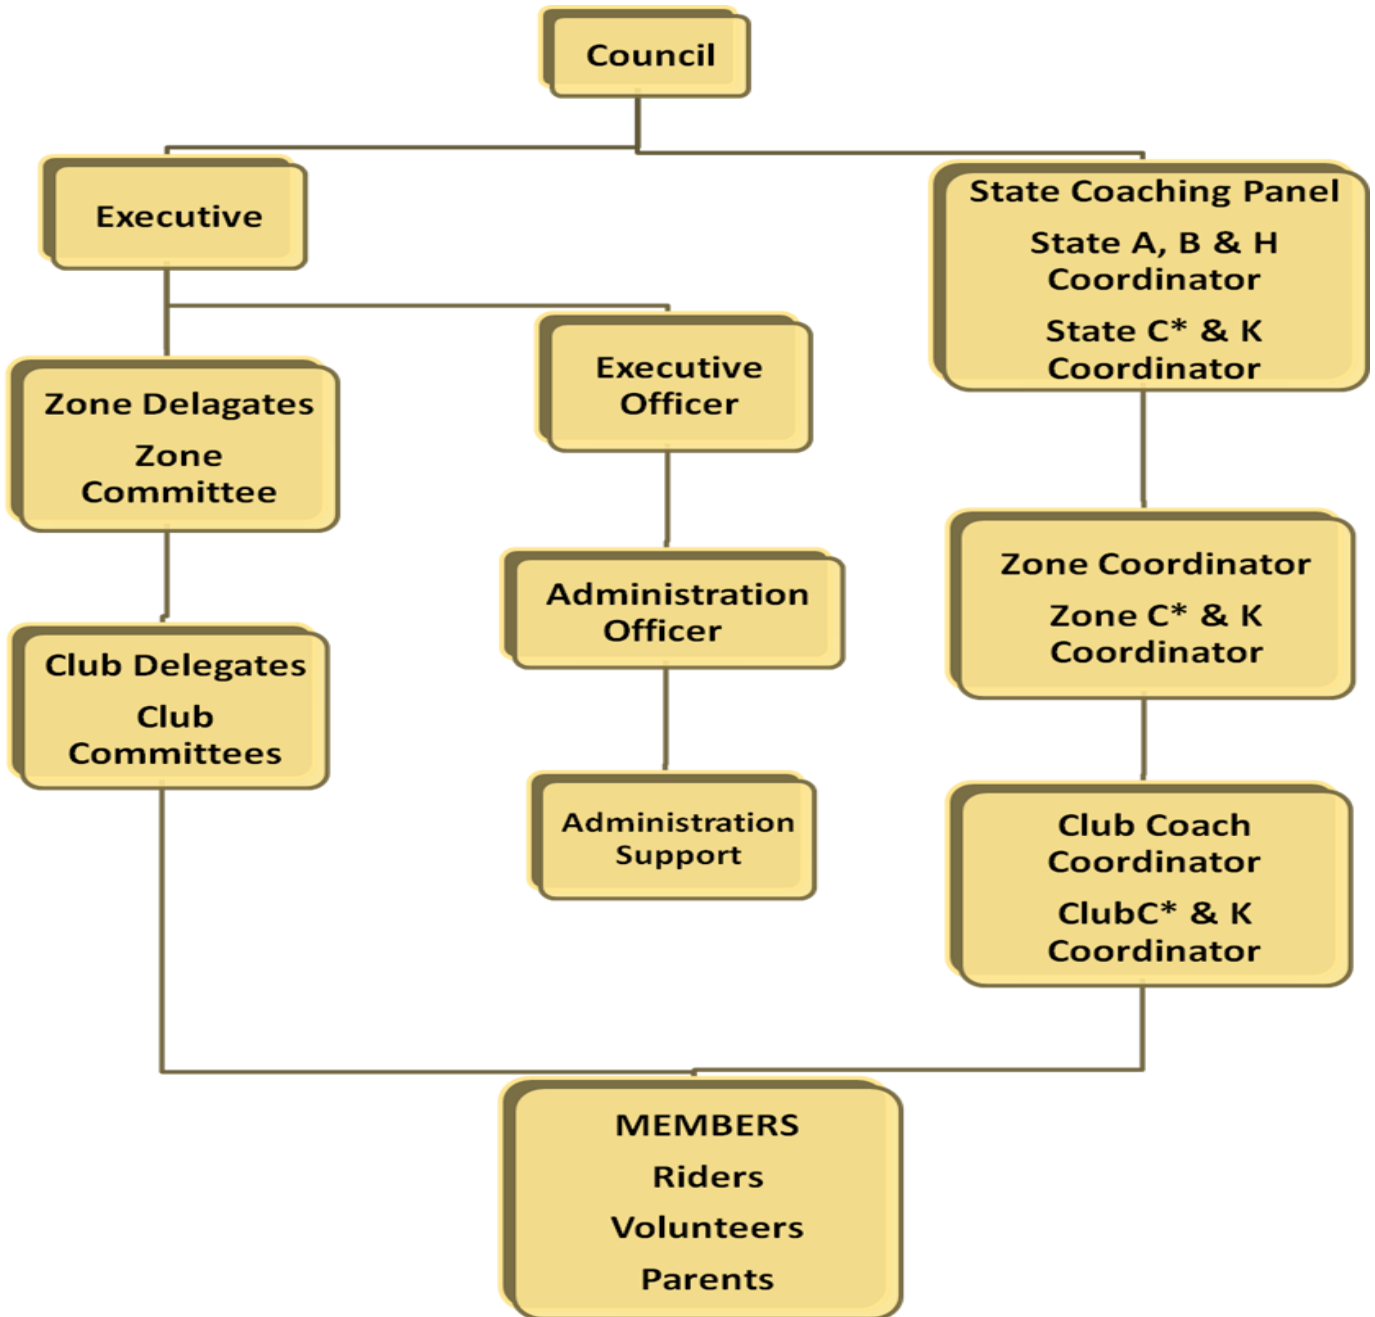 Council
Executive
State Coaching Panel
State A, B & H
Coordinator
State C* & K
Coordinator
Zone Delagates
Zone
Committee
Executive
Officer
Zone Coordinator
Zone C* & K
Coordinator
Administration
Officer
Club Delegates
Club
Committees
Administration
Support
Club Coach
Coordinator
ClubC* & K
Coordinator
MEMBERS
Riders
Volunteers
Parents